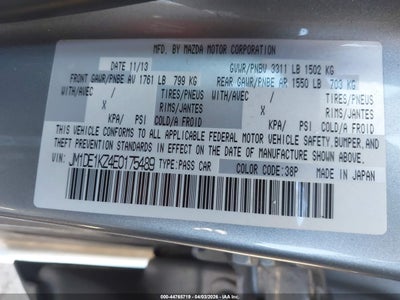 MFD. BY MAZDA MOTOR CORPORATION
DATE 11/13 GVWR/PNBV 3311 LB 1502 KG
FRONT GAWR/PNBE AV 1761 LB 799 KG REAR GAWR/PNBE AR 1550 LB 703 KG
WITH/AVEC / TIRES/PNEUS WITH/AVEC / TIRES/PNEUS
X RIMS/JANTES X RIMS/JANTES
KPA/ PSI COLD/A FROID KPA/ PSI COLD/A FROID
THIS VEHICLE CONFORMS TO ALL APPLICABLE FEDERAL MOTOR VEHICLE SAFETY, BUMPER, AND
THEFT PREVENTION STANDARDS IN EFFECT ON THE DATE OF MANUFACTURE SHOWN ABOVE.
VIN: JM1DE1KZ4E0175489 TYPE: PASS CAR COLOR CODE: 38P MADE IN JAPAN
000-44765719 - 04/03/2026 - WWW.IAAI.COM